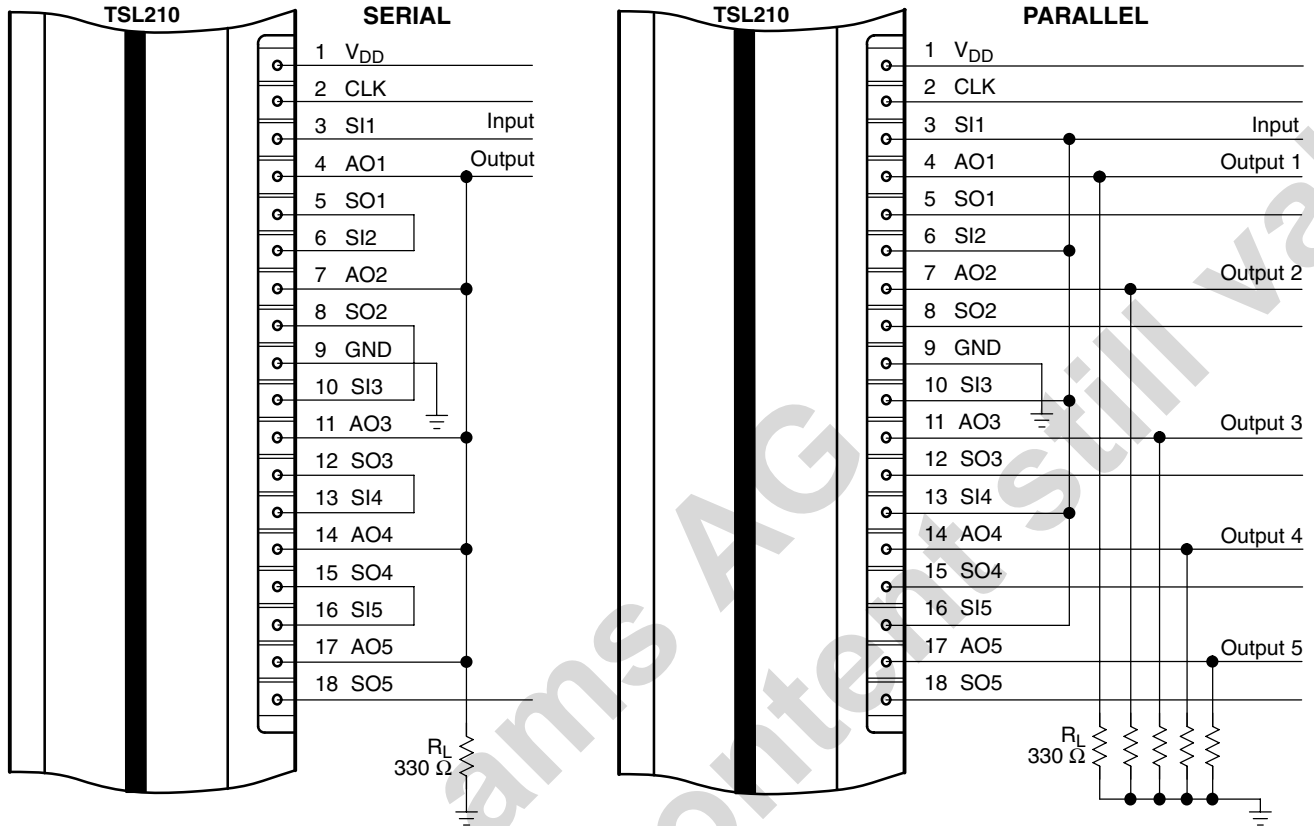 TSL210 SERIAL
1 VDD
2 CLK
3 SI1 Input
4 AO1 Output
5 SO1
6 SI2
7 AO2
8 SO2
9 GND
10 SI3
11 AO3
12 SO3
13 SI4
14 AO4
15 SO4
16 SI5
17 AO5
18 SO5
RL
330 Ω
TSL210 PARALLEL
1 VDD
2 CLK
3 SI1 Input
4 AO1 Output 1
5 SO1
6 SI2
7 AO2 Output 2
8 SO2
9 GND
10 SI3
11 AO3 Output 3
12 SO3
13 SI4
14 AO4 Output 4
15 SO4
16 SI5
17 AO5 Output 5
18 SO5
RL
330 Ω
ams AG
still